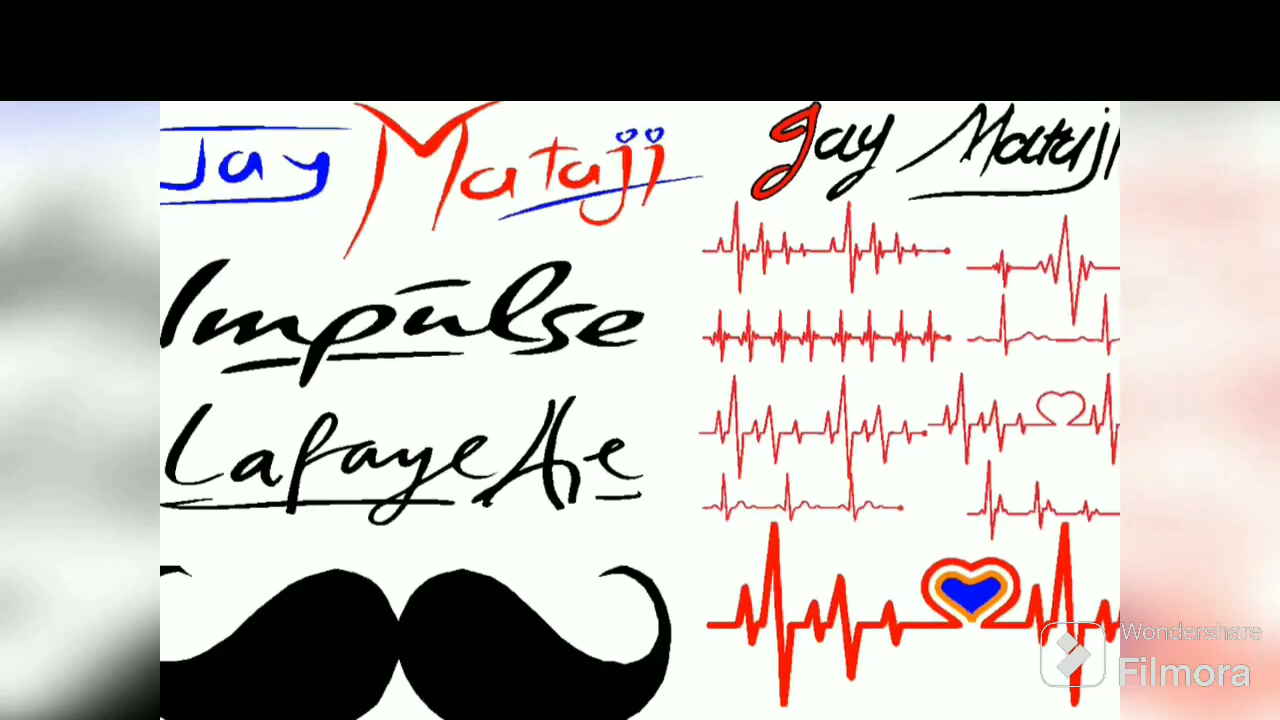 Jay Mataji
Jay Mataji
Impulse
Lafayette
Wondershare
Filmora